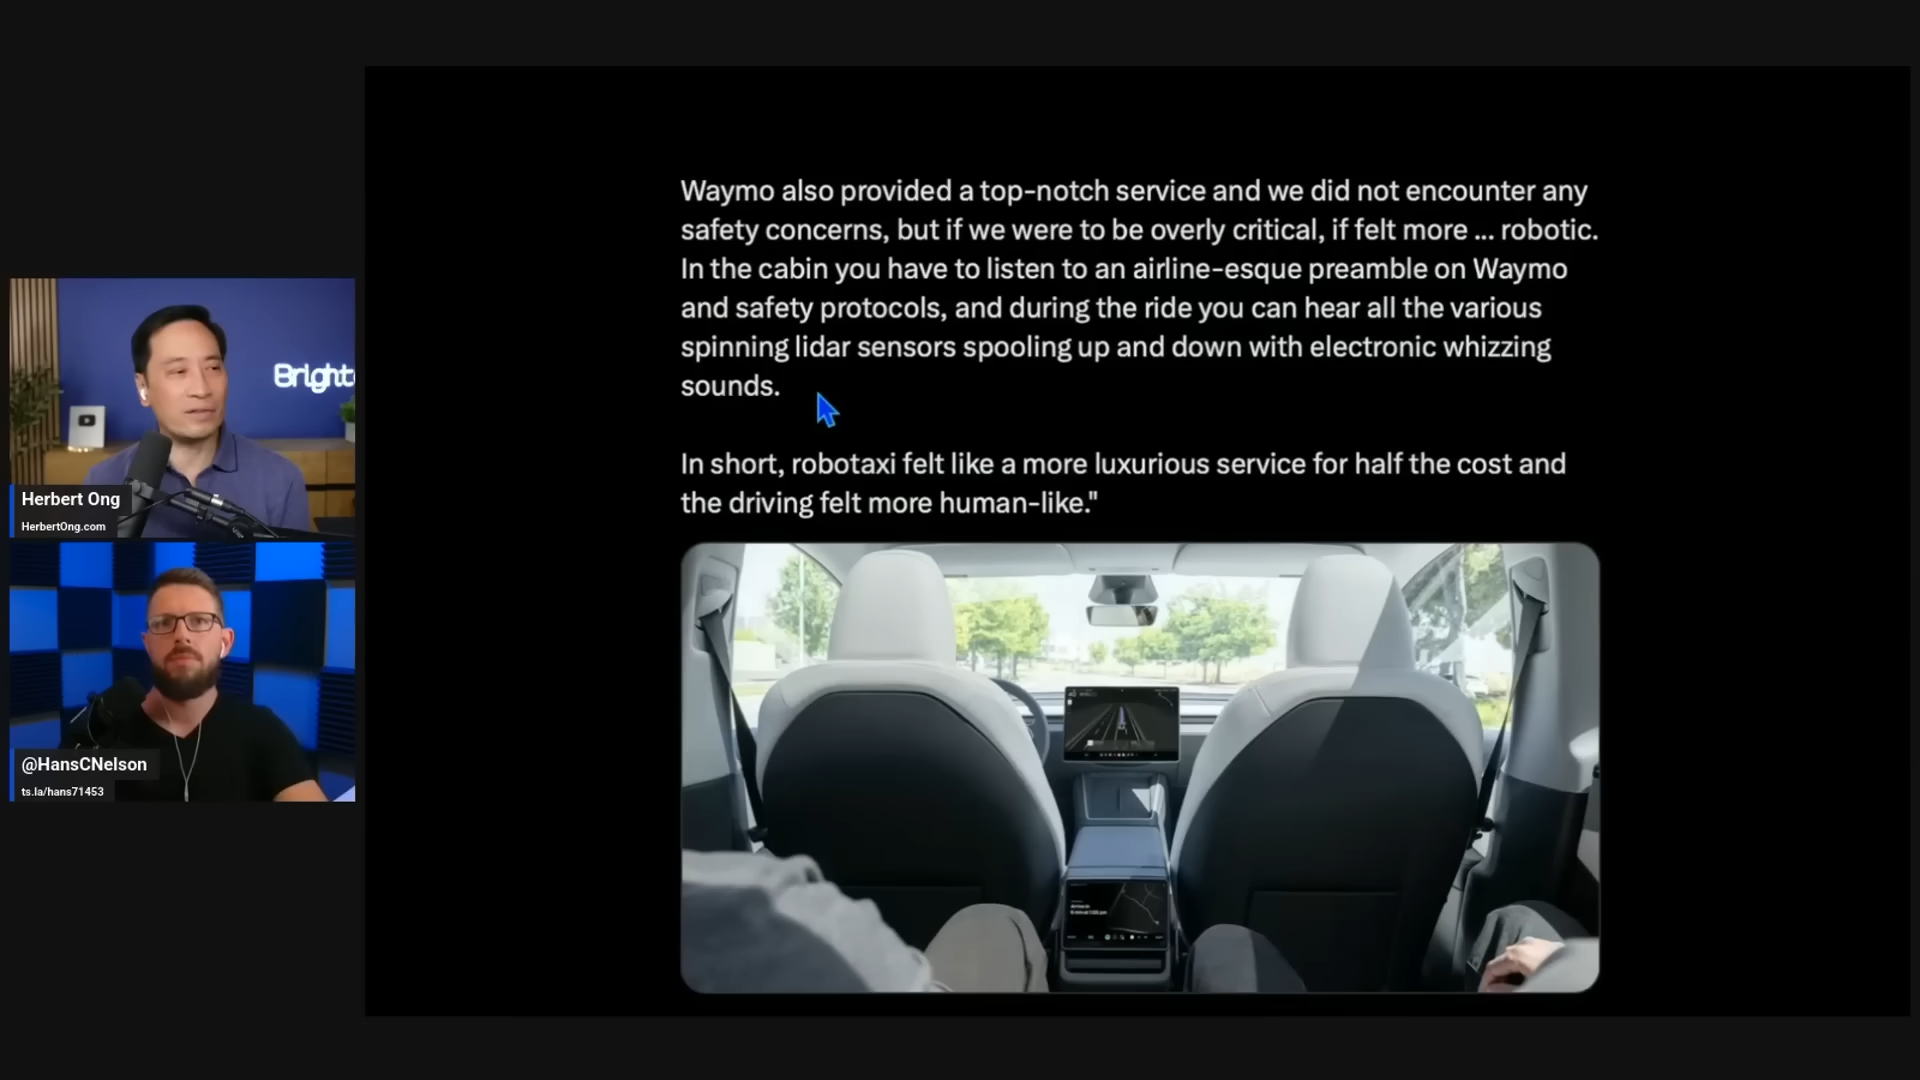 Waymo also provided a top-notch service and we did not encounter any
safety concerns, but if we were to be overly critical, if felt more ... robotic.
In the cabin you have to listen to an airline-esque preamble on Waymo
and safety protocols, and during the ride you can hear all the various
spinning lidar sensors spooling up and down with electronic whizzing
sounds.
In short, robotaxi felt like a more luxurious service for half the cost and
the driving felt more human-like."
Herbert Ong
HerbertOng.com
@HansCNelson
ts.la/hans71453